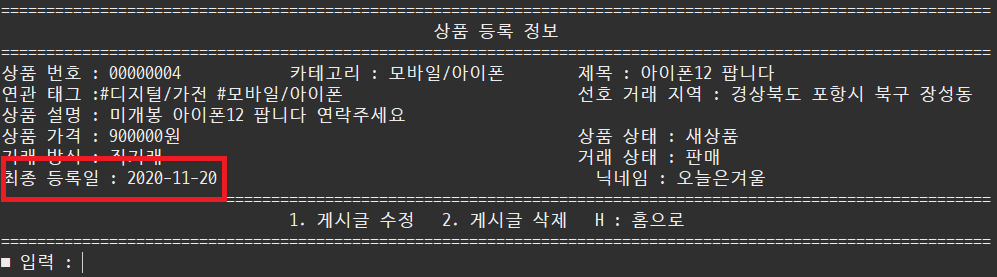 ================================================================================
상품 등록 정보
================================================================================
상품 번호 : 00000004 카테고리 : 모바일/아이폰 제목 : 아이폰12 팝니다
연관 태그 :#디지털/가전 #모바일/아이폰 선호 거래 지역 : 경상북도 포항시 북구 장성동
상품 설명 : 미개봉 아이폰12 팝니다 연락주세요
상품 가격 : 900000원 상품 상태 : 새상품
거래 방식 : 직거래 거래 상태 : 판매
최종 등록일 : 2020-11-20 닉네임 : 오늘은겨울
================================================================================
1. 게시글 수정 2. 게시글 삭제 H : 홈으로
================================================================================
■ 입력 :